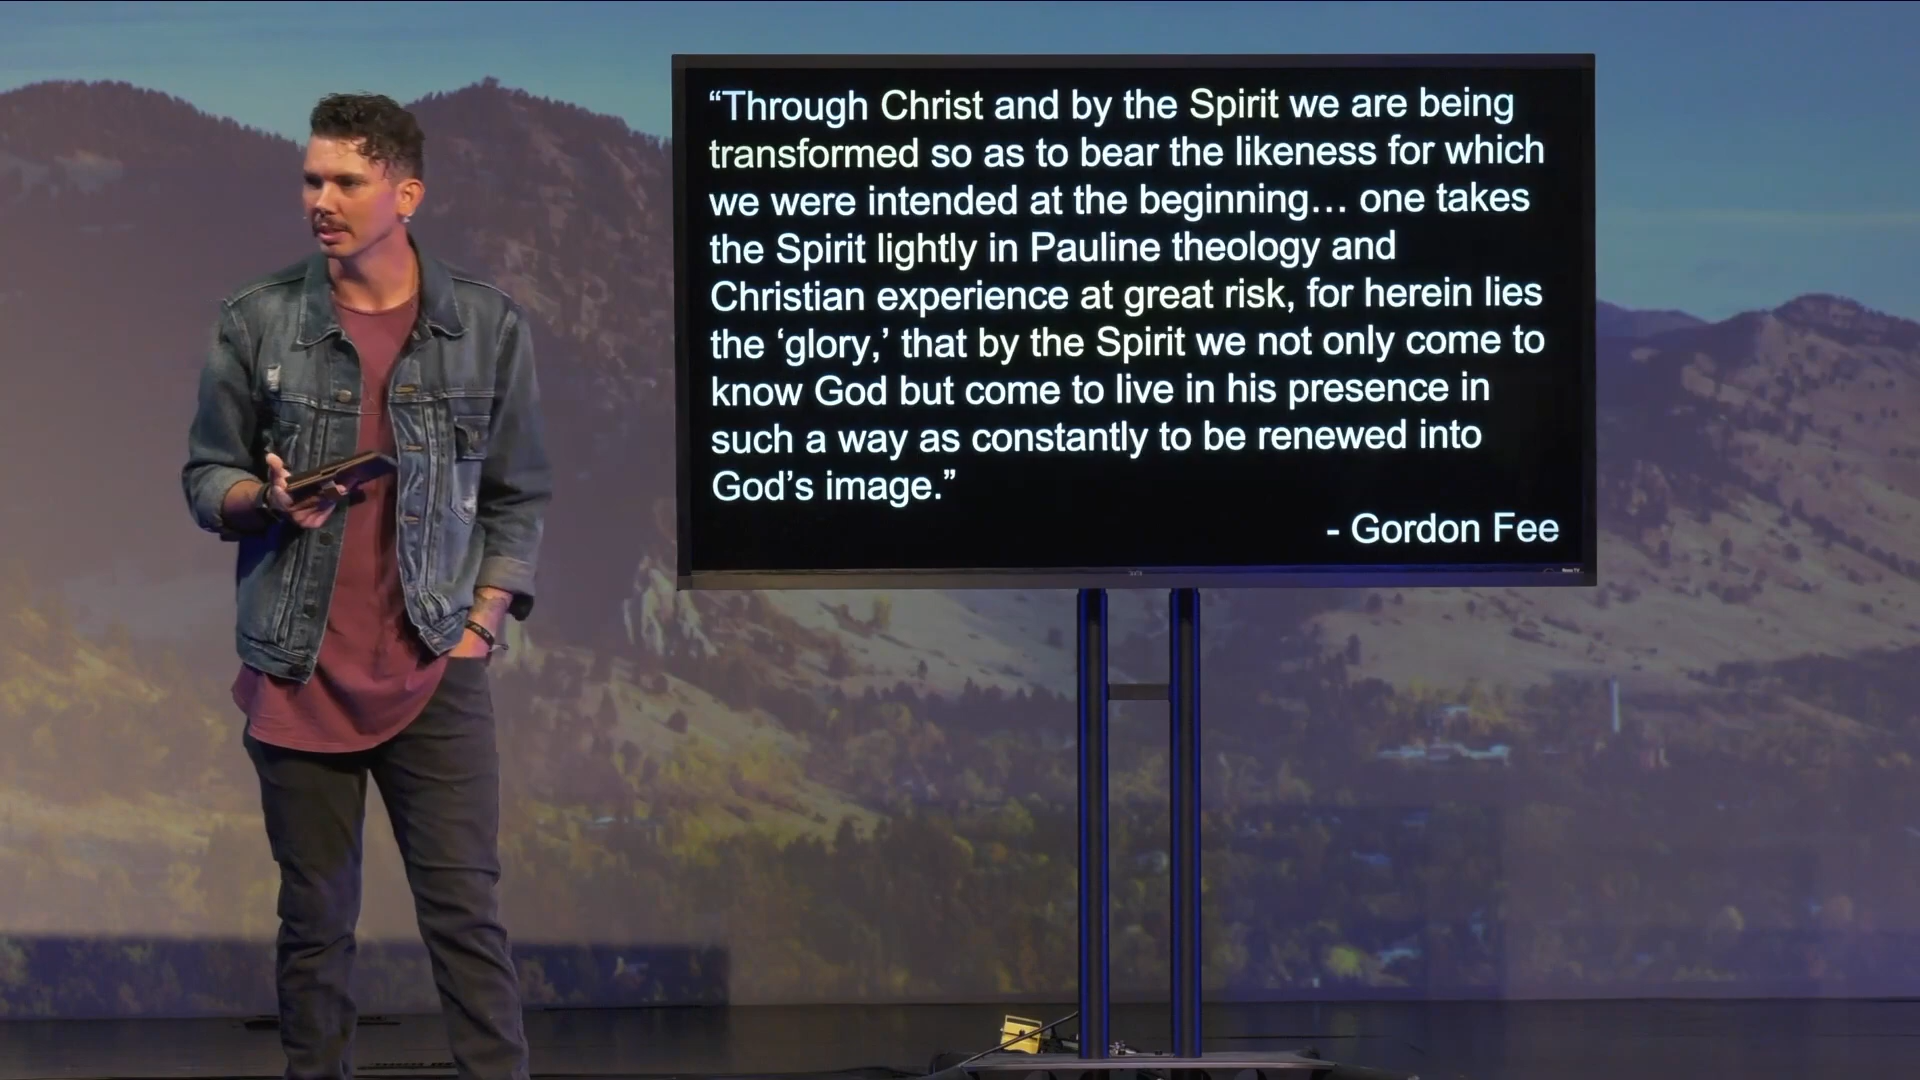 “Through Christ and by the Spirit we are being
transformed so as to bear the likeness for which
we were intended at the beginning… one takes
the Spirit lightly in Pauline theology and
Christian experience at great risk, for herein lies
the ‘glory,’ that by the Spirit we not only come to
know God but come to live in his presence in
such a way as constantly to be renewed into
God’s image.”
- Gordon Fee